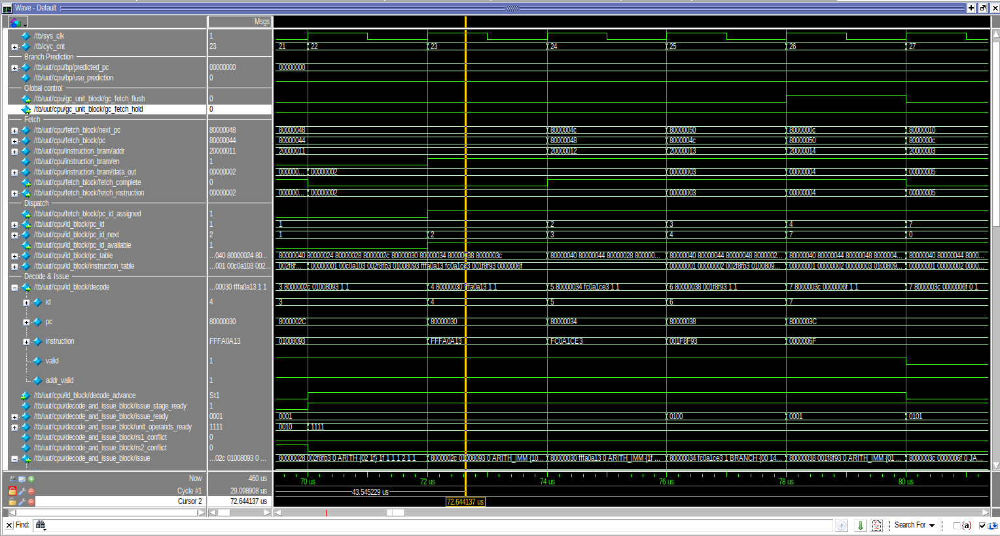 Wave - Default
Msgs
/tb/sys_clk 1
/tb/cyc_cnt 23 21 22 23 24 25 26 27
Branch Prediction
/tb/uut/cpu/bp/predicted_pc 00000000 00000000
/tb/uut/cpu/bp/use_prediction 0
Global control
/tb/uut/cpu/gc_unit_block/gc_fetch_flush 0
/tb/uut/cpu/gc_unit_block/gc_fetch_hold 0
Fetch
/tb/uut/cpu/fetch_block/next_pc 80000048 80000048 8000004c 80000050 8000000c 80000010
/tb/uut/cpu/fetch_block/pc 80000044 80000044 80000048 8000004c 80000050 8000000c
/tb/uut/cpu/instruction_bram/addr 20000011 20000011 20000012 20000013 20000014 20000003
/tb/uut/cpu/instruction_bram/en 1
/tb/uut/cpu/instruction_bram/data_out 00000002 000000... 00000002 00000003 00000004 00000005
/tb/uut/cpu/fetch_block/fetch_complete 0
/tb/uut/cpu/fetch_block/fetch_instruction 00000002 000000... 00000002 00000003 00000004 00000005
Dispatch
/tb/uut/cpu/fetch_block/pc_id_assigned 1
/tb/uut/cpu/id_block/pc_id 1 1 2 3 4 7
/tb/uut/cpu/id_block/pc_id_next 2 1 2 3 4 7 0
/tb/uut/cpu/id_block/pc_id_available 1
/tb/uut/cpu/id_block/pc_table ...040 80000024 80... 80000040 80000024 80000028 8000002c 80000030 80000034 80000038 8000003c 80000040 80000044 80000028 800000... 80000040 80000044 80000048 8000002... 80000040 80000044 80000048 8000004... 80000040 80000044 8000...
/tb/uut/cpu/id_block/instruction_table ...001 00c0a103 002... 002f8f... 00000001 00c0a103 002f8fb3 01008093 fffa0a13 fc0a1ce3 001f8f93 0000006f 00000001 00000002 002f8fb3 0100809... 00000001 00000002 00000003 0100809... 00000001 00000002 0000...
Decode & Issue
/tb/uut/cpu/id_block/decode ...00030 fffa0a13 1 1 3 8000002c 01008093 1 1 4 80000030 fffa0a13 1 1 5 80000034 fc0a1ce3 1 1 6 80000038 001f8f93 1 1 7 8000003c 0000006f 1 1 7 8000003c 0000006f 0 1
id 4 3 4 5 6 7
pc 80000030 8000002C 80000030 80000034 80000038 8000003C
instruction FFFA0A13 01008093 FFFA0A13 FC0A1CE3 001F8F93 0000006F
valid 1
addr_valid 1
/tb/uut/cpu/id_block/decode_advance St1
/tb/uut/cpu/decode_and_issue_block/issue_stage_ready 1
/tb/uut/cpu/decode_and_issue_block/issue_ready 0001 0001 0100 0001 0101
/tb/uut/cpu/decode_and_issue_block/unit_operands_ready 1111 0010 1111
/tb/uut/cpu/decode_and_issue_block/rs1_conflict 0
/tb/uut/cpu/decode_and_issue_block/rs2_conflict 0
/tb/uut/cpu/decode_and_issue_block/issue ...02c 01008093 0 ... 80000028 002f8fb3 0 ARITH {02 1f} 1f 1 1 1 2 1 1 8000002c 01008093 0 ARITH_IMM {10... 80000030 fffa0a13 0 ARITH_IMM {1f ... 80000034 fc0a1ce3 1 BRANCH {00 14... 80000038 001f8f93 0 ARITH_IMM {01 ... 8000003c 0000006f 0 JA...
Now 460 us 70 us 72 us 74 us 76 us 78 us 80 us
Cycle #1 29.098908 us 43.545229 us
Cursor 2 72.644137 us 72.644137 us
Find: Search For {a}